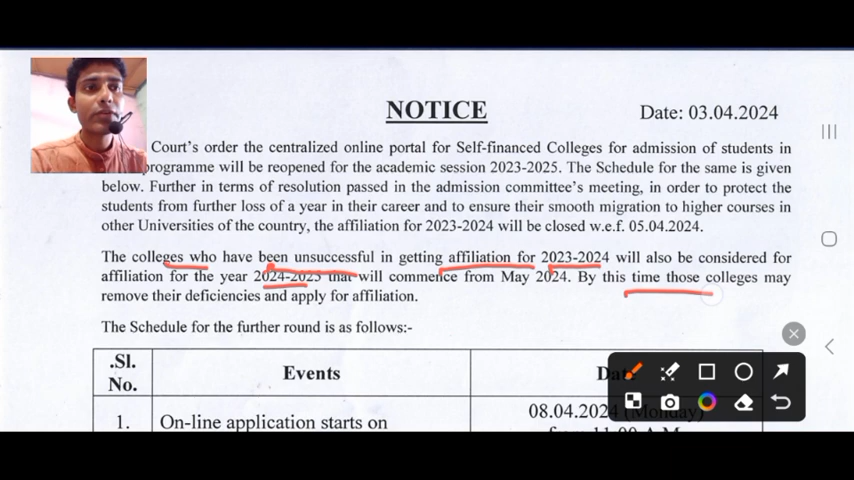 NOTICE
Date: 03.04.2024
Court's order the centralized online portal for Self-financed Colleges for admission of students in
programme will be reopened for the academic session 2023-2025. The Schedule for the same is given
below. Further in terms of resolution passed in the admission committee's meeting, in order to protect the
students from further loss of a year in their career and to ensure their smooth migration to higher courses in
other Universities of the country, the affiliation for 2023-2024 will be closed w.e.f. 05.04.2024.
The colleges who have been unsuccessful in getting affiliation for 2023-2024 will also be considered for
affiliation for the year 2024-2025 that will commence from May 2024. By this time those colleges may
remove their deficiencies and apply for affiliation.
The Schedule for the further round is as follows:-
.Sl.
No.
Events
1.
On-line application starts on
08.04.2024 (Monday)